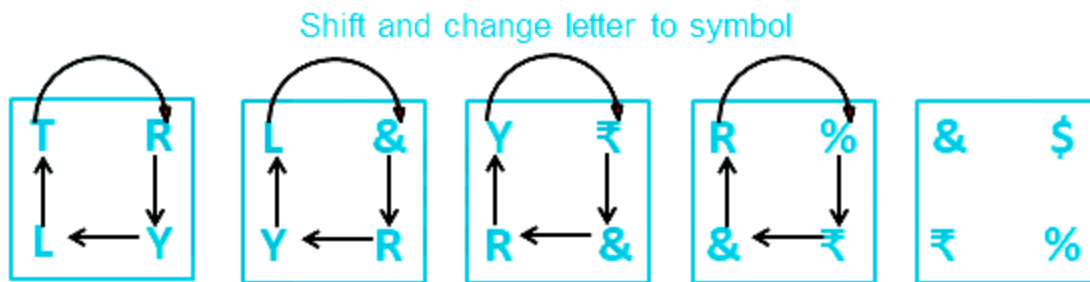 Shift and change letter to symbol
T R L & Y ₹ R % & $
L Y Y R R & & ₹ ₹ %